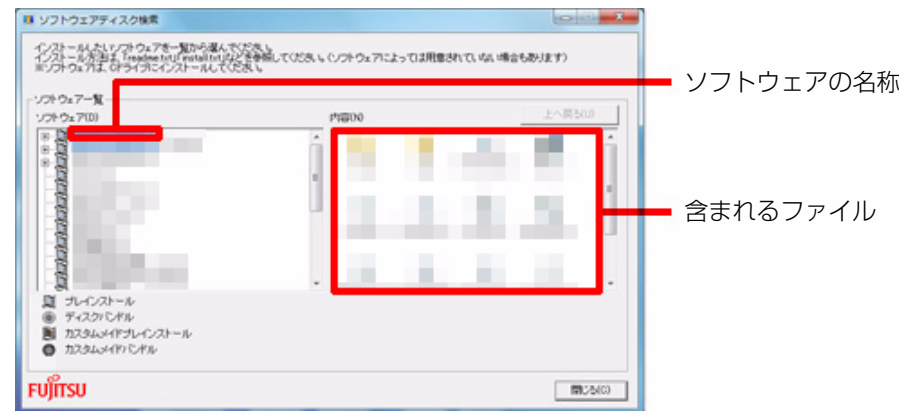 ソフトウェアディスク検索
インストールしたいソフトウェアを一覧から選んでください。
インストール方法は、「readme.txt」「install.txt」などを参照してください。(ソフトウェアによっては用意されていない場合もあります)
※ソフトウェアは、Cドライブにインストールしてください。
ソフトウェアの名称
ソフトウェア一覧
ソフトウェア(D)
内容(N)
上へ戻る(U)
含まれるファイル
プレインストール
ディスクバンドル
カスタムメイドプレインストール
カスタムメイドバンドル
FUJITSU
閉じる(C)